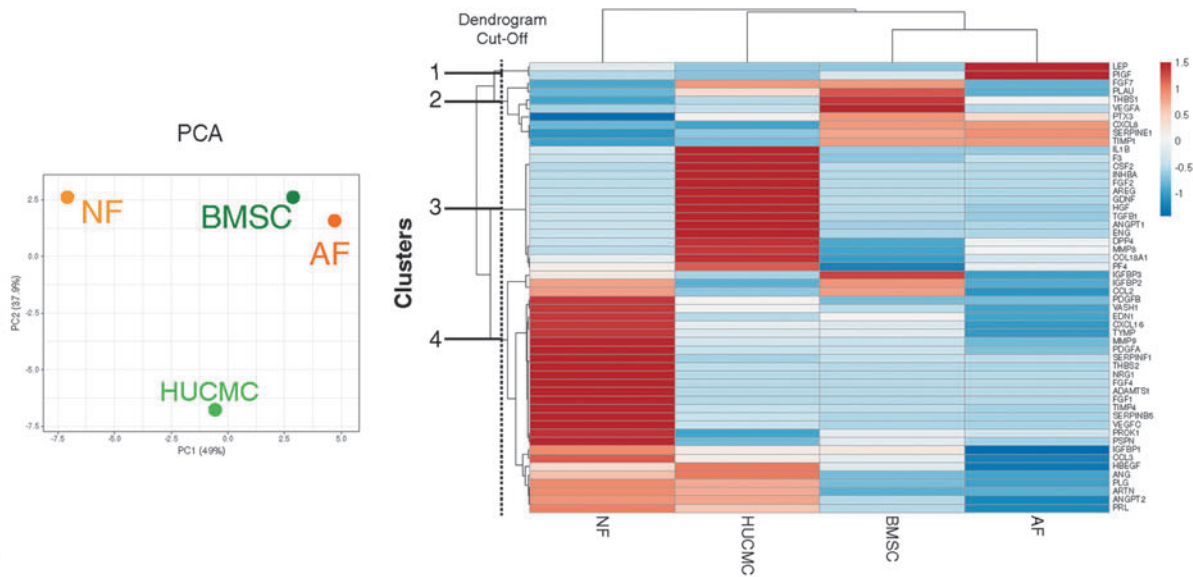 PCA
2.5
0.0
-2.5
-5.0
-7.5
PC2 (37.9%)
NF
BMSC
AF
HUCMC
-7.5
-5.0
-2.5
0.0
2.5
5.0
PC1 (49%)
Dendrogram
Cut-Off
Clusters
1
2
3
4
LEP
PIGF
FGF7
PLAU
THBS1
VEGFA
PTX3
CXCL8
SERPINE1
TIMP1
IL1B
F3
CSF2
INHBA
FGF2
AREG
GDNF
HGF
TGFB1
ANGPT1
ENG
DPP4
MMP8
COL18A1
PF4
IGFBP3
IGFBP2
CCL2
PDGFB
VASH1
EDN1
CXCL16
TYMP
MMP9
PDGFA
SERPINF1
THBS2
NRG1
FGF4
ADAMTS1
FGF1
TIMP4
SERPINB5
VEGFC
PROK1
PSPN
IGFBP1
CCL3
HBEGF
ANG
PLG
ARTN
ANGPT2
PRL
NF
HUCMC
BMSC
AF
1.5
1
0.5
0
-0.5
-1